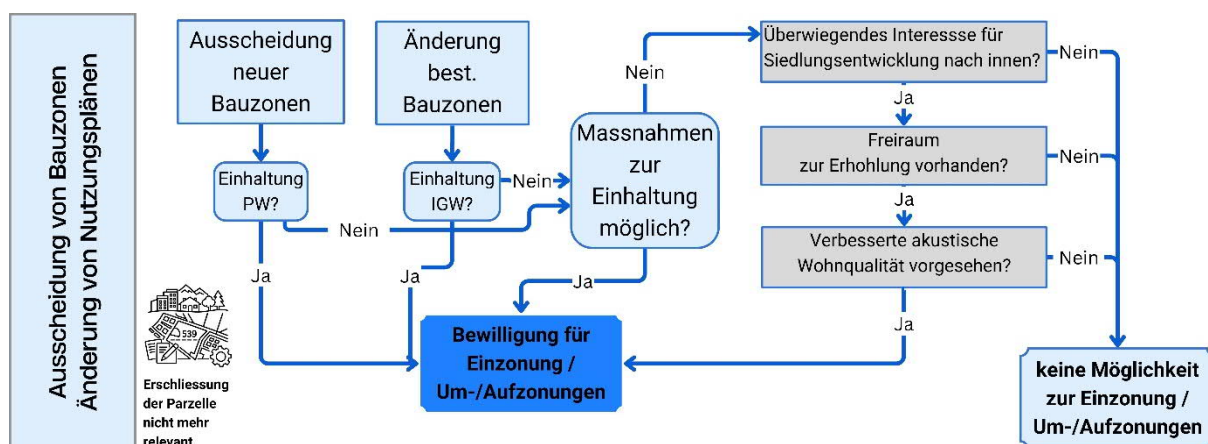 Ausscheidung von Bauzonen
Änderung von Nutzungsplänen
Ausscheidung
neuer
Bauzonen
Änderung
best.
Bauzonen
Einhaltung
PW?
Einhaltung
IGW?
Nein
Nein
Ja
Ja
539
Erschliessung
der Parzelle
nicht mehr
relevant
Massnahmen
zur
Einhaltung
möglich?
Nein
Ja
Bewilligung für
Einzonung /
Um-/Aufzonungen
Überwiegendes Interessse für
Siedlungsentwicklung nach innen?
Nein
Ja
Freiraum
zur Erhohlung vorhanden?
Nein
Ja
Verbesserte akustische
Wohnqualität vorgesehen?
Nein
Ja
keine Möglichkeit
zur Einzonung /
Um-/Aufzonungen